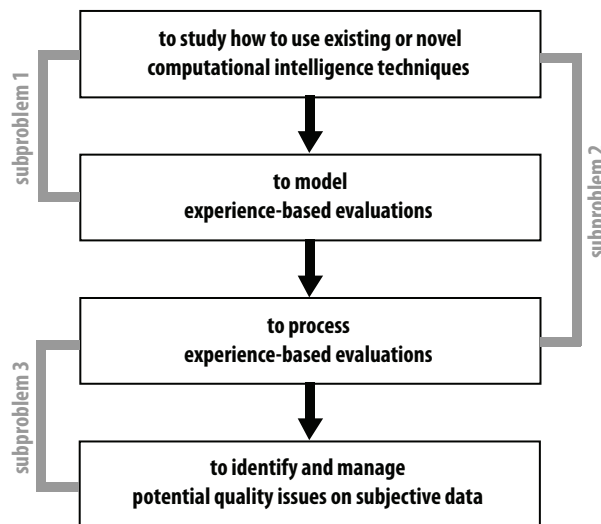 to study how to use existing or novel
computational intelligence techniques
subproblem 1
to model
experience-based evaluations
subproblem 2
to process
experience-based evaluations
subproblem 3
to identify and manage
potential quality issues on subjective data